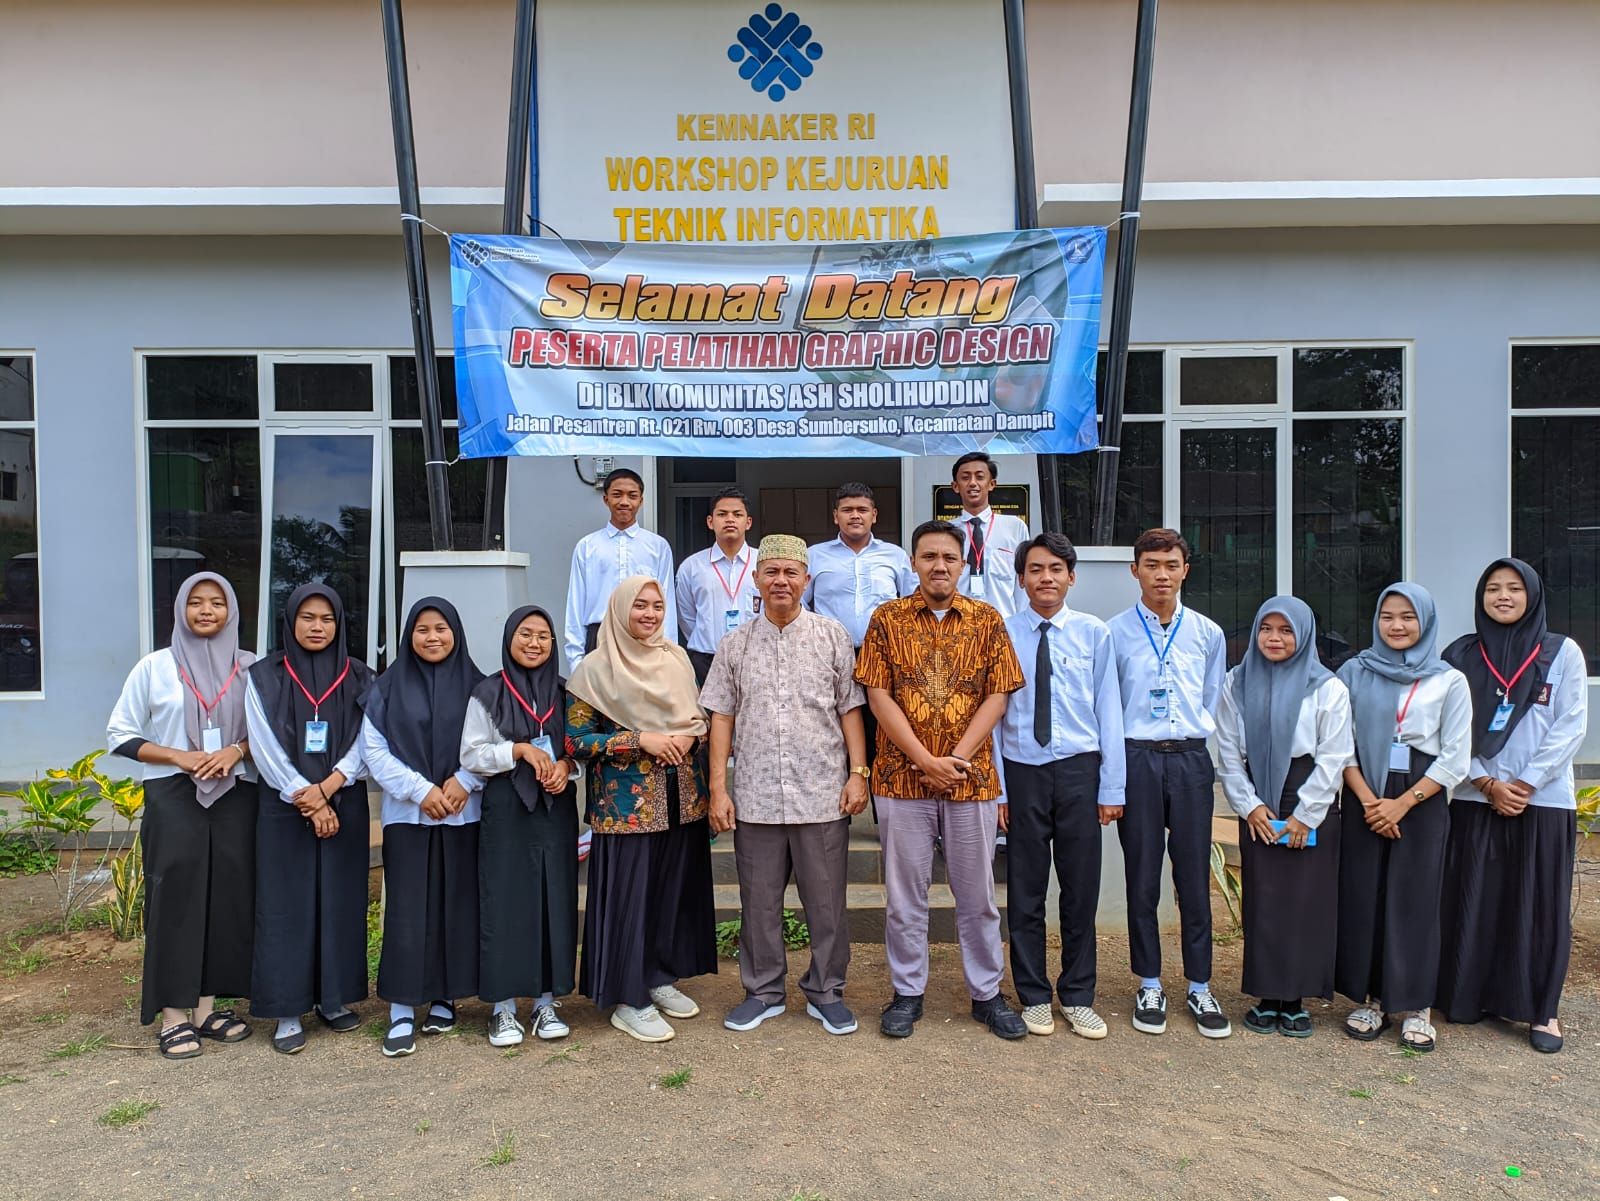 KEMNAKER RI
WORKSHOP KEJURUAN
TEKNIK INFORMATIKA
Selamat Datang
PESERTA PELATIHAN GRAPHIC DESIGN
Di BLK KOMUNITAS ASH SHOLIHUDDIN
Jalan Pesantren Rt. 021 Rw. 003 Desa Sumbersuko, Kecamatan Dampit